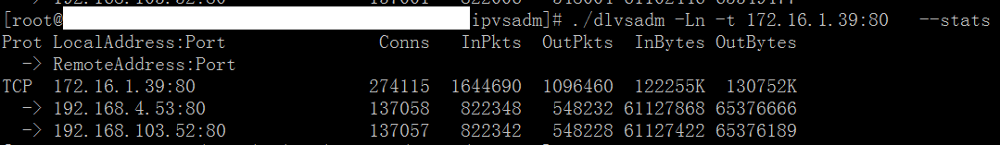 [root@ ipvsadm]# ./dlvsadm -Ln -t 172.16.1.39:80 --stats
Prot LocalAddress:Port Conns InPkts OutPkts InBytes OutBytes
-> RemoteAddress:Port
TCP 172.16.1.39:80 274115 1644690 1096460 122255K 130752K
-> 192.168.4.53:80 137058 822348 548232 61127868 65376666
-> 192.168.103.52:80 137057 822342 548228 61127422 65376189